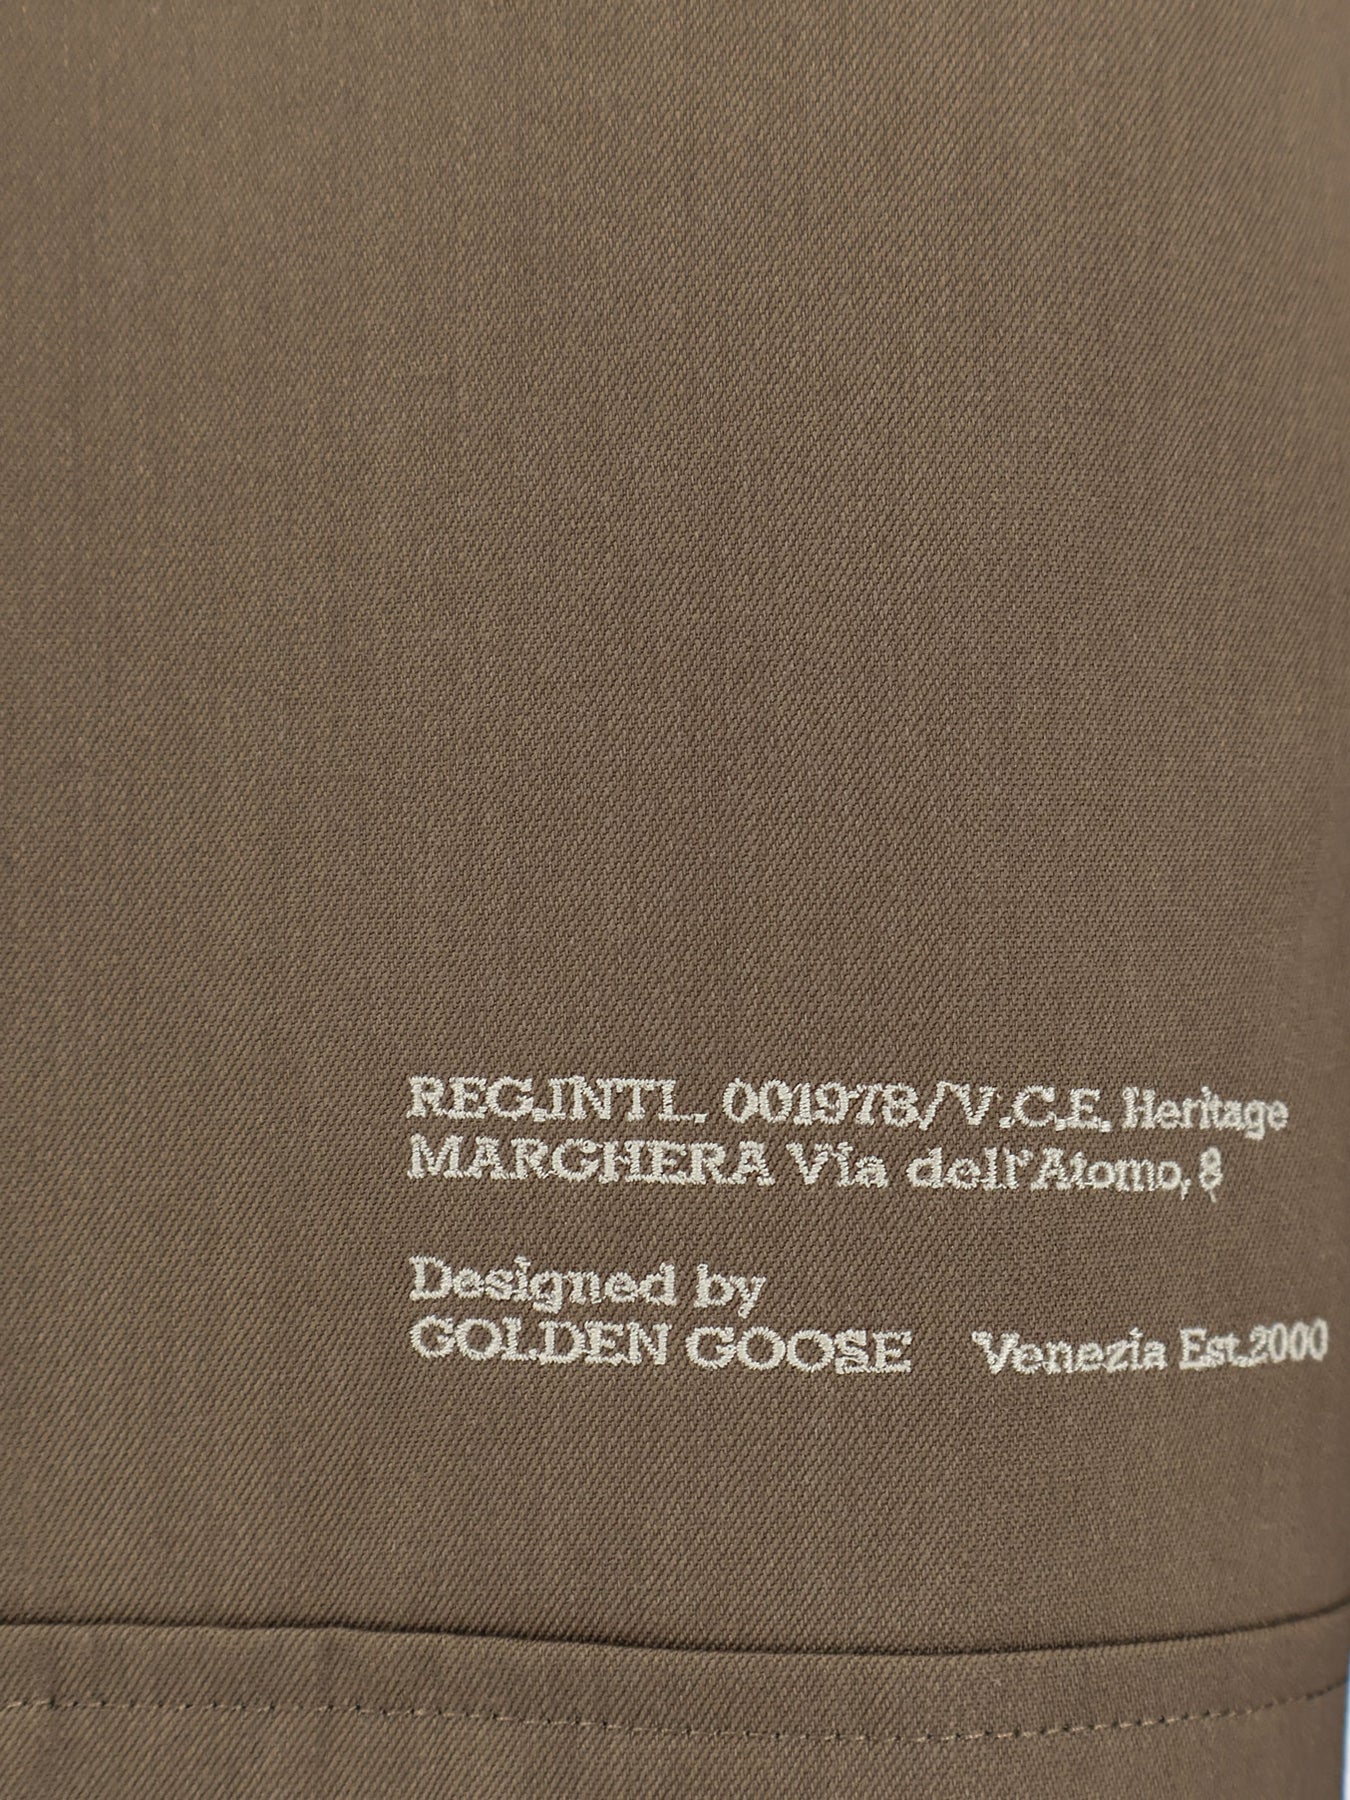 REG.INTL. 001978/V.C.E. Heritage
MARGHERA Via dell'Atomo, 8
Designed by
GOLDEN GOOSE Venezia Est.2000